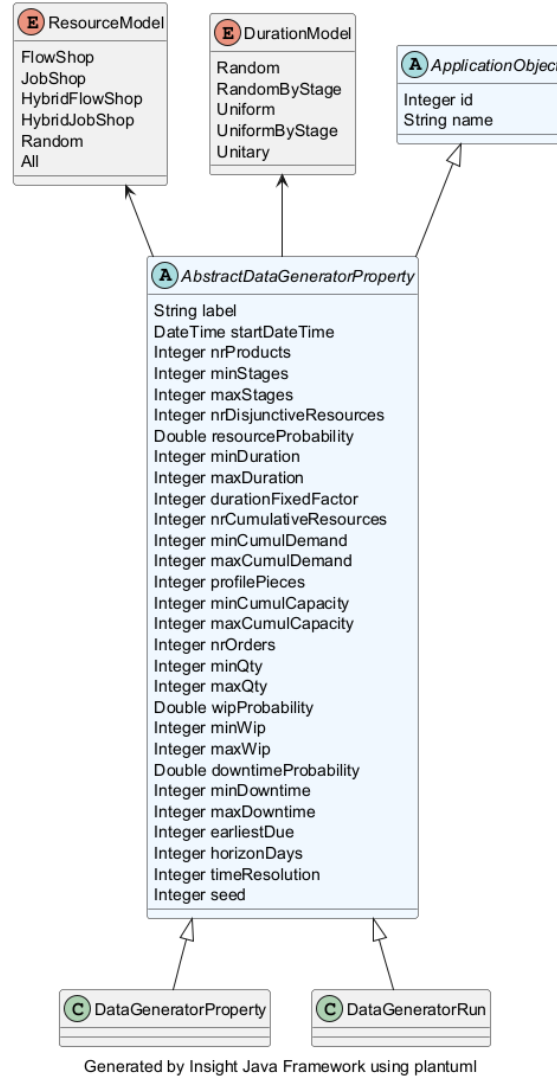 E ResourceModel
FlowShop
JobShop
HybridFlowShop
HybridJobShop
Random
All
E DurationModel
Random
RandomByStage
Uniform
UniformByStage
Unitary
A ApplicationObject
Integer id
String name
A AbstractDataGeneratorProperty
String label
DateTime startDateTime
Integer nrProducts
Integer minStages
Integer maxStages
Integer nrDisjunctiveResources
Double resourceProbability
Integer minDuration
Integer maxDuration
Integer durationFixedFactor
Integer nrCumulativeResources
Integer minCumulDemand
Integer maxCumulDemand
Integer profilePieces
Integer minCumulCapacity
Integer maxCumulCapacity
Integer nrOrders
Integer minQty
Integer maxQty
Double wipProbability
Integer minWip
Integer maxWip
Double downtimeProbability
Integer minDowntime
Integer maxDowntime
Integer earliestDue
Integer horizonDays
Integer timeResolution
Integer seed
C DataGeneratorProperty
C DataGeneratorRun
Generated by Insight Java Framework using plantuml